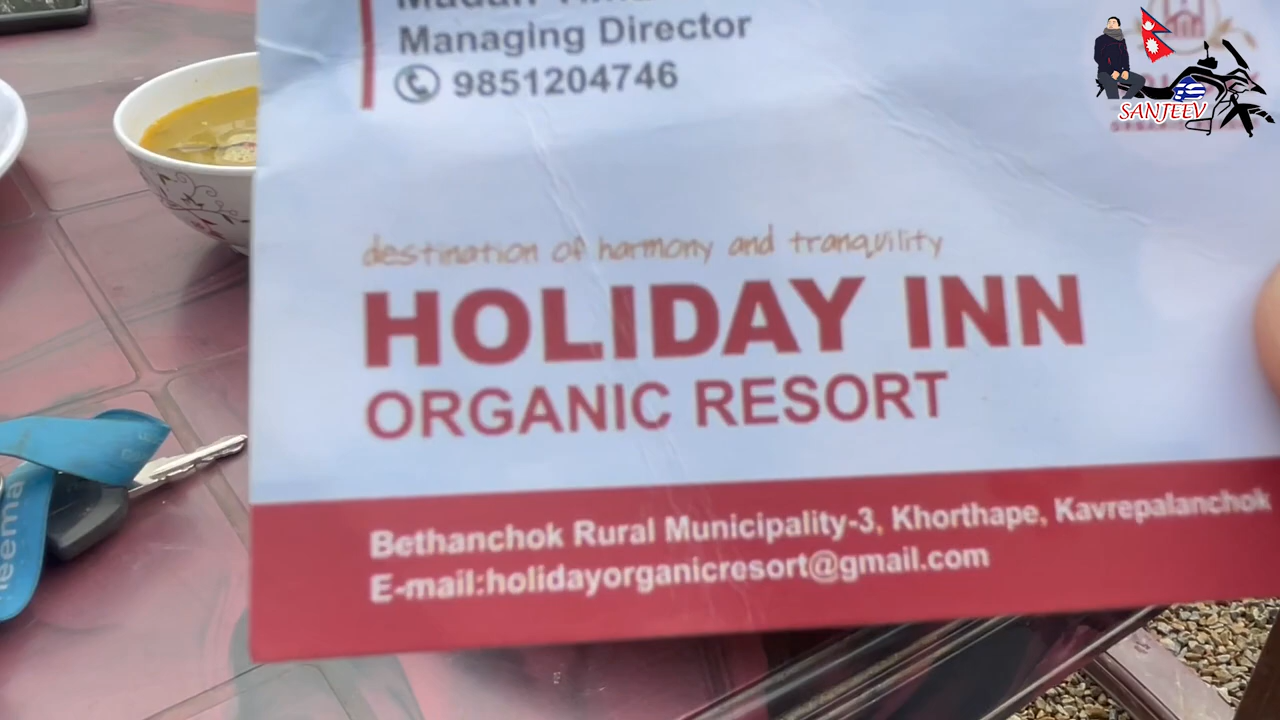 Managing Director
9851204746
destination of harmony and tranquility
HOLIDAY INN
ORGANIC RESORT
Bethanchok Rural Municipality-3, Khorthape, Kavrepalanchok
E-mail:holidayorganicresort@gmail.com
SANJEEV